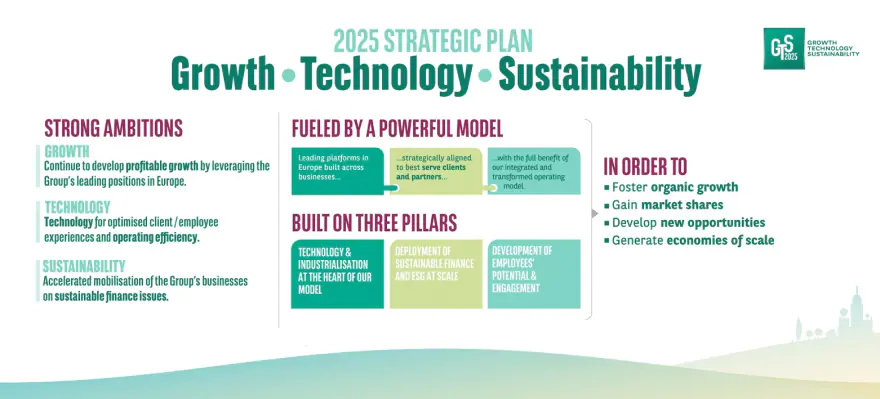 2025 STRATEGIC PLAN
Growth • Technology • Sustainability
GTS
2025
GROWTH
TECHNOLOGY
SUSTAINABILITY
STRONG AMBITIONS
GROWTH
Continue to develop profitable growth by leveraging the
Group's leading positions in Europe.
TECHNOLOGY
Technology for optimised client / employee
experiences and operating efficiency.
SUSTAINABILITY
Accelerated mobilisation of the Group's businesses
on sustainable finance issues.
FUELED BY A POWERFUL MODEL
Leading platforms in
Europe built across
businesses...
...strategically aligned
to best serve clients
and partners...
...with the full benefit of
our integrated and
transformed operating
model.
BUILT ON THREE PILLARS
TECHNOLOGY &
INDUSTRIALISATION
AT THE HEART OF OUR
MODEL
DEPLOYMENT OF
SUSTAINABLE FINANCE
AND ESG AT SCALE
DEVELOPMENT OF
EMPLOYEES'
POTENTIAL &
ENGAGEMENT
IN ORDER TO
▪ Foster organic growth
▪ Gain market shares
▪ Develop new opportunities
▪ Generate economies of scale